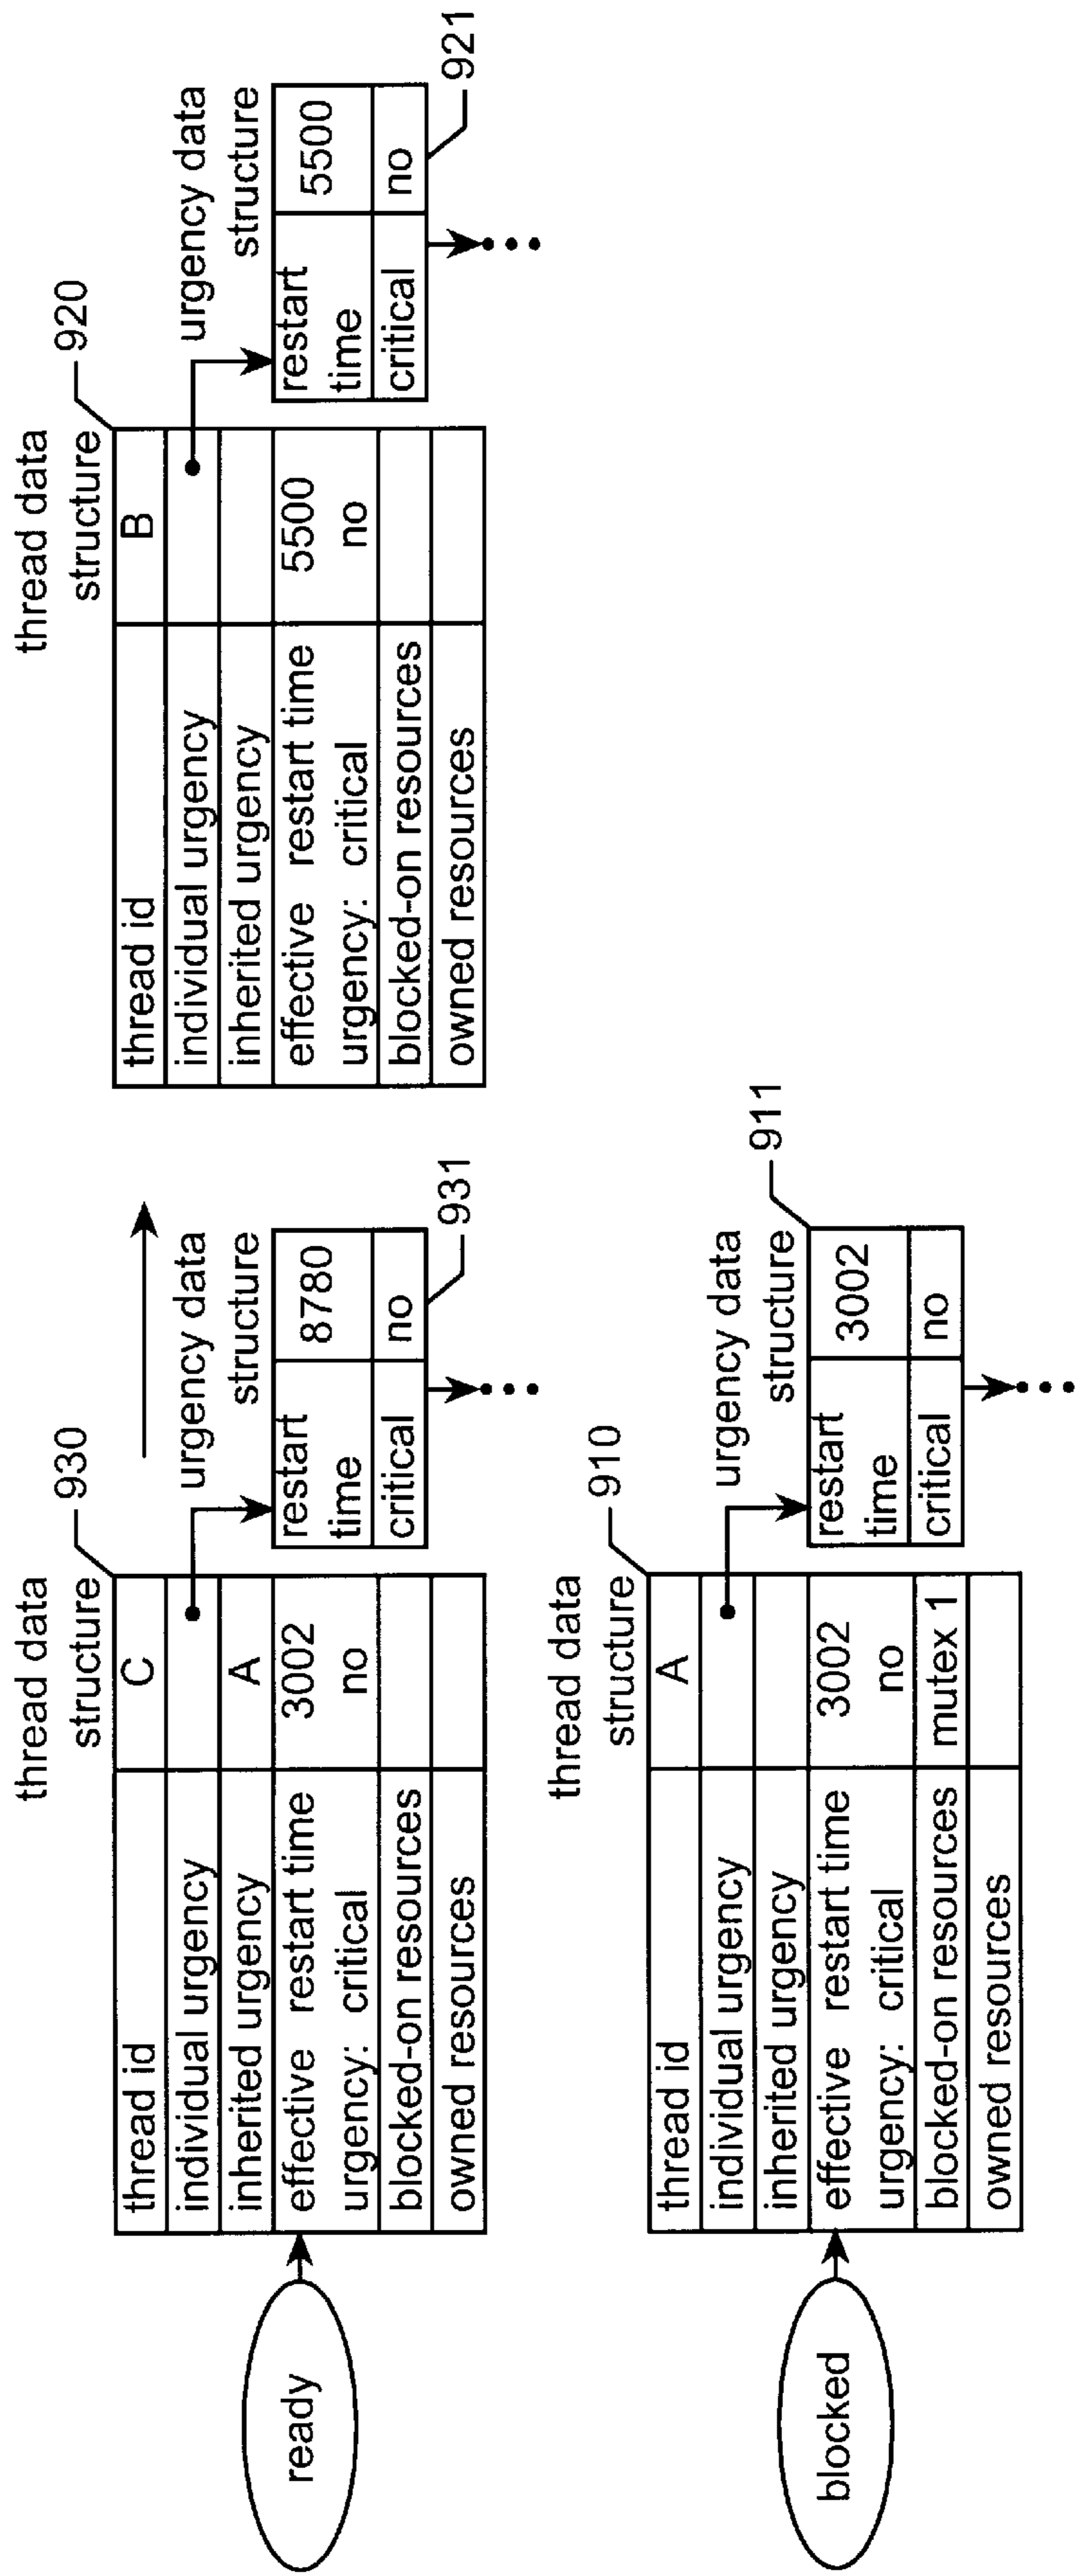 ready
thread data
structure
930
thread id C
individual urgency
inherited urgency A
effective restart time 3002
urgency: critical no
blocked-on resources
owned resources
urgency data
structure
restart
time 8780
critical no
931
thread data
structure
920
thread id B
individual urgency
inherited urgency
effective restart time 5500
urgency: critical no
blocked-on resources
owned resources
urgency data
structure
restart
time 5500
critical no
921
blocked
thread data
structure
910
thread id A
individual urgency
inherited urgency
effective restart time 3002
urgency: critical no
blocked-on resources mutex 1
owned resources
urgency data
structure
911
restart
time 3002
critical no